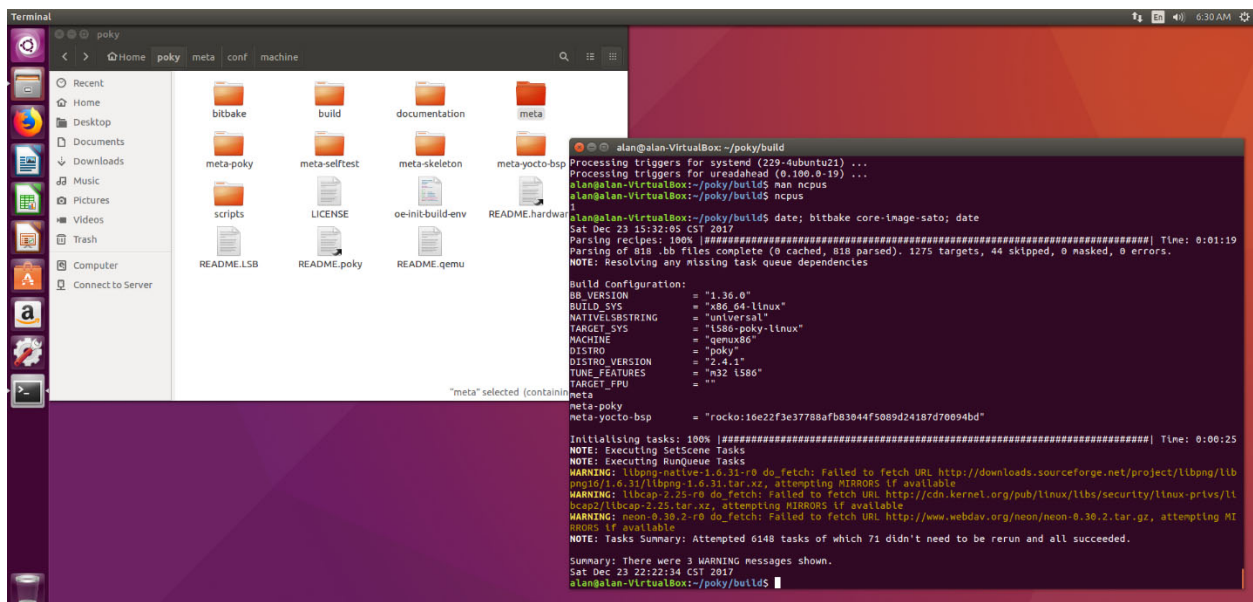 Terminal
En 6:30 AM
poky
Home poky meta conf machine
Recent
Home
Desktop
Documents
Downloads
Music
Pictures
Videos
Trash
Computer
Connect to Server
bitbake build documentation meta
meta-poky meta-selftest meta-skeleton meta-yocto-bsp
scripts LICENSE oe-init-build-env README.hardwar
README.LSB README.poky README.qemu
"meta" selected (containin
alan@alan-VirtualBox: ~/poky/build
Processing triggers for systemd (229-4ubuntu21) ...
Processing triggers for ureadahead (0.100.0-19) ...
alan@alan-VirtualBox:~/poky/build$ man ncpus
alan@alan-VirtualBox:~/poky/build$ ncpus
1
alan@alan-VirtualBox:~/poky/build$ date; bitbake core-image-sato; date
Sat Dec 23 15:32:05 CST 2017
Parsing recipes: 100% |############################################################################| Time: 0:01:19
Parsing of 818 .bb files complete (0 cached, 818 parsed). 1275 targets, 44 skipped, 0 masked, 0 errors.
NOTE: Resolving any missing task queue dependencies
Build Configuration:
BB_VERSION = "1.36.0"
BUILD_SYS = "x86_64-linux"
NATIVELSBSTRING = "universal"
TARGET_SYS = "i586-poky-linux"
MACHINE = "qemux86"
DISTRO = "poky"
DISTRO_VERSION = "2.4.1"
TUNE_FEATURES = "m32 i586"
TARGET_FPU = ""
meta
meta-poky
meta-yocto-bsp = "rocko:16e22f3e37788afb83044f5089d24187d70094bd"
Initialising tasks: 100% |#########################################################################| Time: 0:00:25
NOTE: Executing SetScene Tasks
NOTE: Executing RunQueue Tasks
WARNING: libpng-native-1.6.31-r0 do_fetch: Failed to fetch URL http://downloads.sourceforge.net/project/libpng/lib
png16/1.6.31/libpng-1.6.31.tar.xz, attempting MIRRORS if available
WARNING: libcap-2.25-r0 do_fetch: Failed to fetch URL http://cdn.kernel.org/pub/linux/libs/security/linux-privs/li
bcap2/libcap-2.25.tar.xz, attempting MIRRORS if available
WARNING: neon-0.30.2-r0 do_fetch: Failed to fetch URL http://www.webdav.org/neon/neon-0.30.2.tar.gz, attempting MI
RRORS if available
NOTE: Tasks Summary: Attempted 6148 tasks of which 71 didn't need to be rerun and all succeeded.
Summary: There were 3 WARNING messages shown.
Sat Dec 23 22:22:34 CST 2017
alan@alan-VirtualBox:~/poky/build$